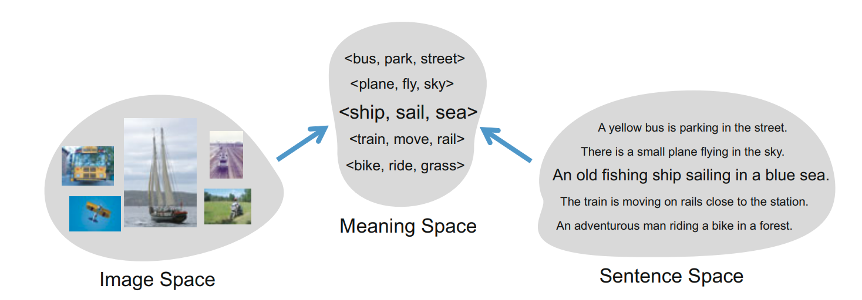 <bus, park, street>
<plane, fly, sky>
<ship, sail, sea>
<train, move, rail>
<bike, ride, grass>
Meaning Space
Image Space
A yellow bus is parking in the street.
There is a small plane flying in the sky.
An old fishing ship sailing in a blue sea.
The train is moving on rails close to the station.
An adventurous man riding a bike in a forest.
Sentence Space